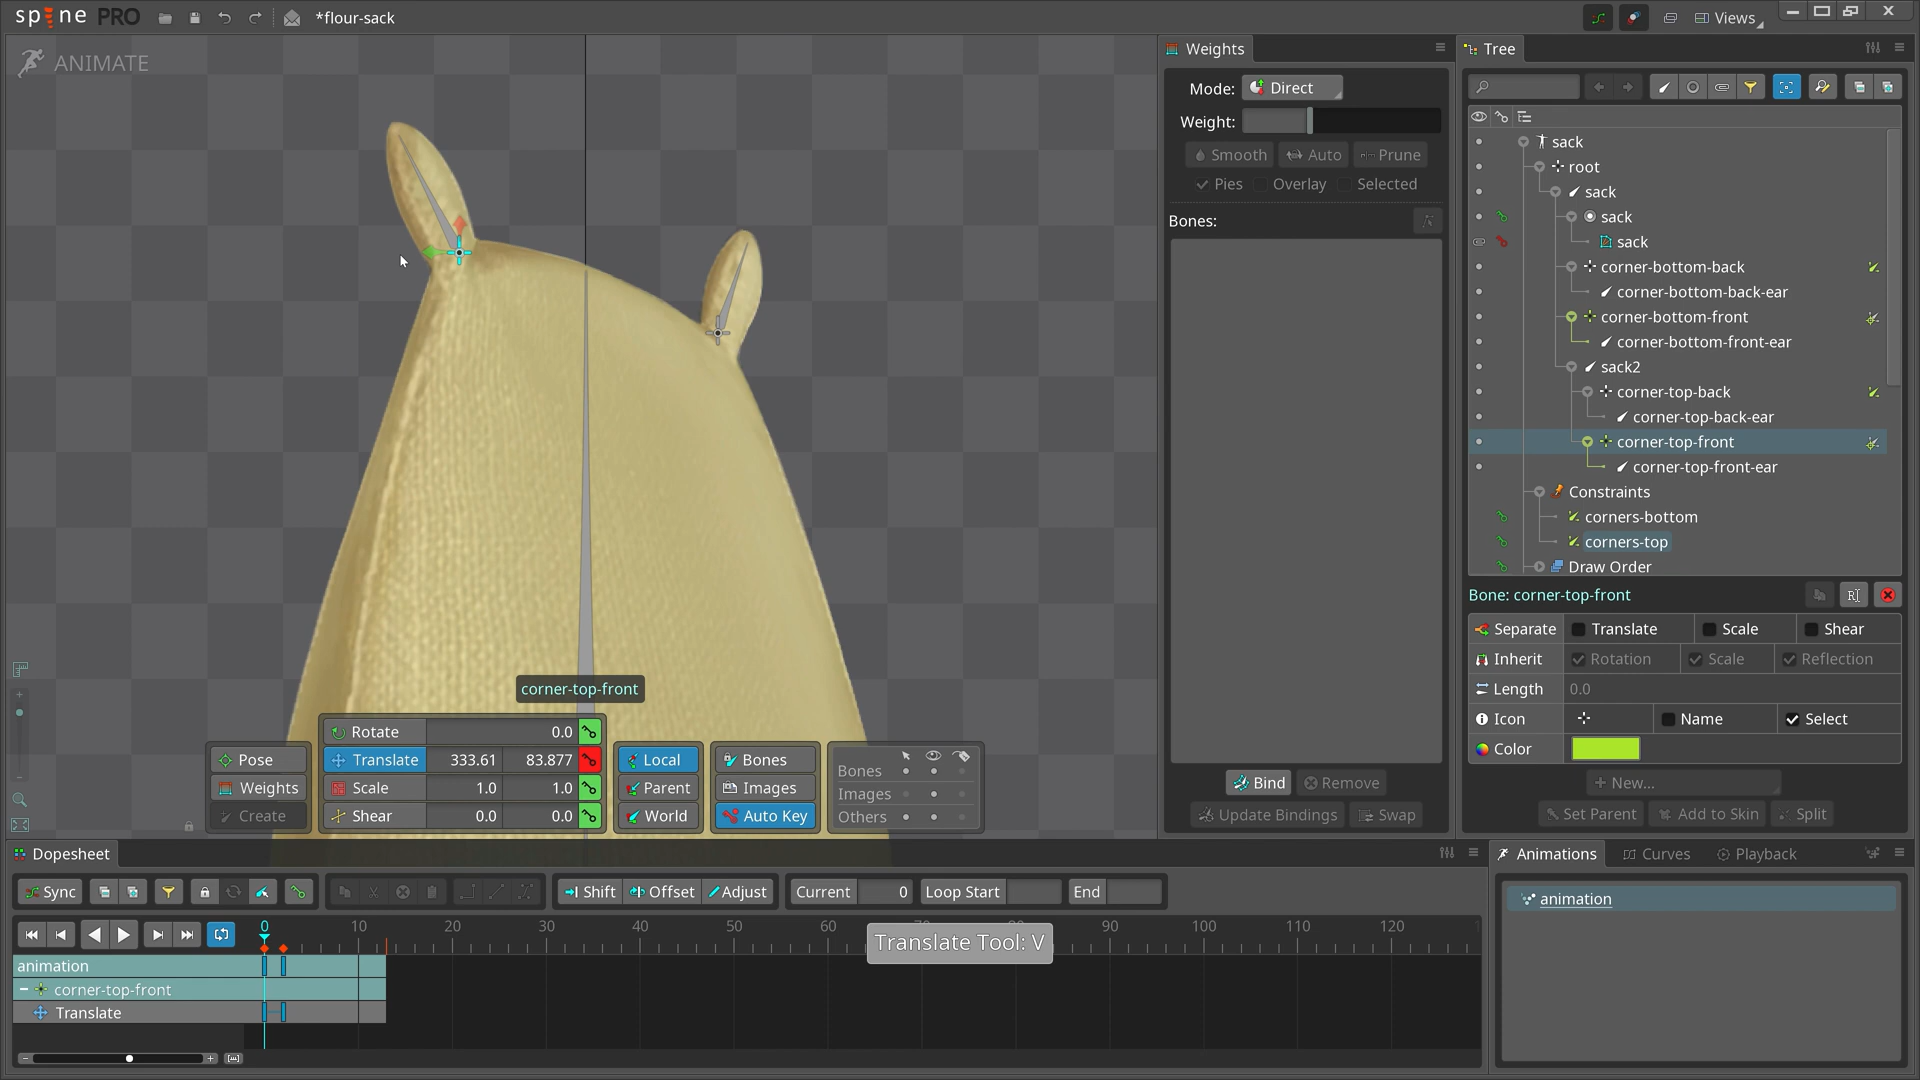 spine PRO
*flour-sack
Views
ANIMATE
corner-top-front
Pose
Weights
Create
Rotate 0.0
Translate 333.61 83.877
Scale 1.0 1.0
Shear 0.0 0.0
Local
Parent
World
Bones
Images
Auto Key
Bones
Images
Others
Weights
Mode: Direct
Weight:
Smooth Auto Prune
Pies Overlay Selected
Bones:
Bind Remove
Update Bindings Swap
Tree
sack
root
sack
sack
sack
corner-bottom-back
corner-bottom-back-ear
corner-bottom-front
corner-bottom-front-ear
sack2
corner-top-back
corner-top-back-ear
corner-top-front
corner-top-front-ear
Constraints
corners-bottom
corners-top
Draw Order
Bone: corner-top-front
Separate Translate Scale Shear
Inherit Rotation Scale Reflection
Length 0.0
Icon Name Select
Color
+ New...
Set Parent Add to Skin Split
Dopesheet
Sync Shift Offset Adjust Current 0 Loop Start End
0 10 20 30 40 50 60 90 100 110 120
Translate Tool: V
animation
corner-top-front
Translate
Animations Curves Playback
animation